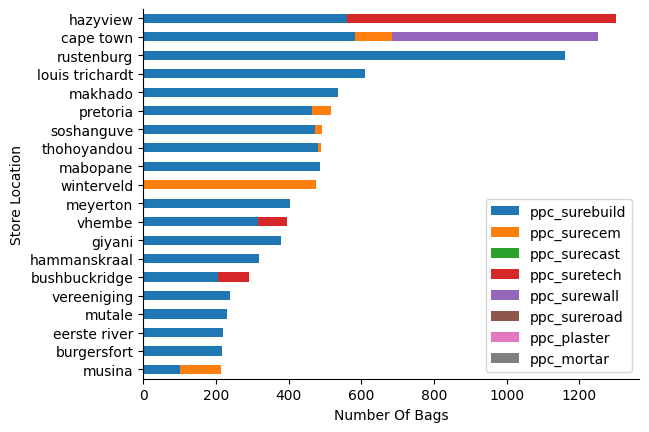 hazyview
cape town
rustenburg
louis trichardt
makhado
pretoria
soshanguve
thohoyandou
mabopane
winterveld
meyerton
vhembe
giyani
hammanskraal
bushbuckridge
vereeniging
mutale
eerste river
burgersfort
musina
Store Location
ppc_surebuild
ppc_surecem
ppc_surecast
ppc_suretech
ppc_surewall
ppc_sureroad
ppc_plaster
ppc_mortar
0 200 400 600 800 1000 1200
Number Of Bags